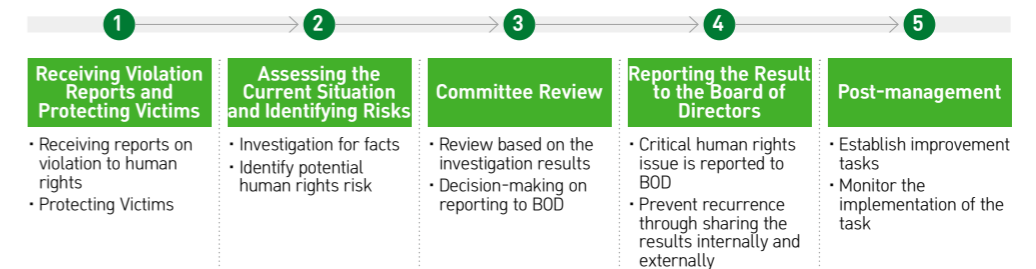 1
2
3
4
5
Receiving Violation
Reports and
Protecting Victims
· Receiving reports on
violation to human
rights
· Protecting Victims
Assessing the
Current Situation
and Identifying Risks
· Investigation for facts
· Identify potential
human rights risk
Committee Review
· Review based on the
investigation results
· Decision-making on
reporting to BOD
Reporting the Result
to the Board of
Directors
· Critical human rights
issue is reported to
BOD
· Prevent recurrence
through sharing the
results internally and
externally
Post-management
· Establish improvement
tasks
· Monitor the
implementation of the
task